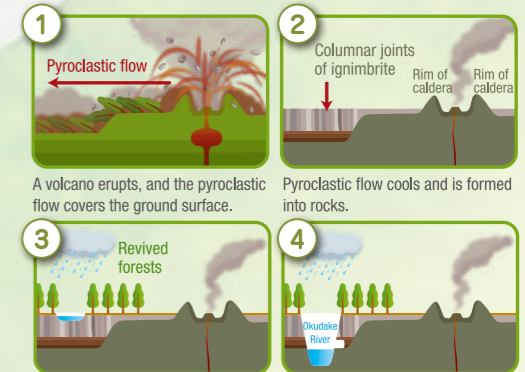 1
Pyroclastic flow
A volcano erupts, and the pyroclastic
flow covers the ground surface.
2
Columnar joints
of ignimbrite
Rim of
caldera
Rim of
caldera
Pyroclastic flow cools and is formed
into rocks.
3
Revived
forests
4
Okudake
River